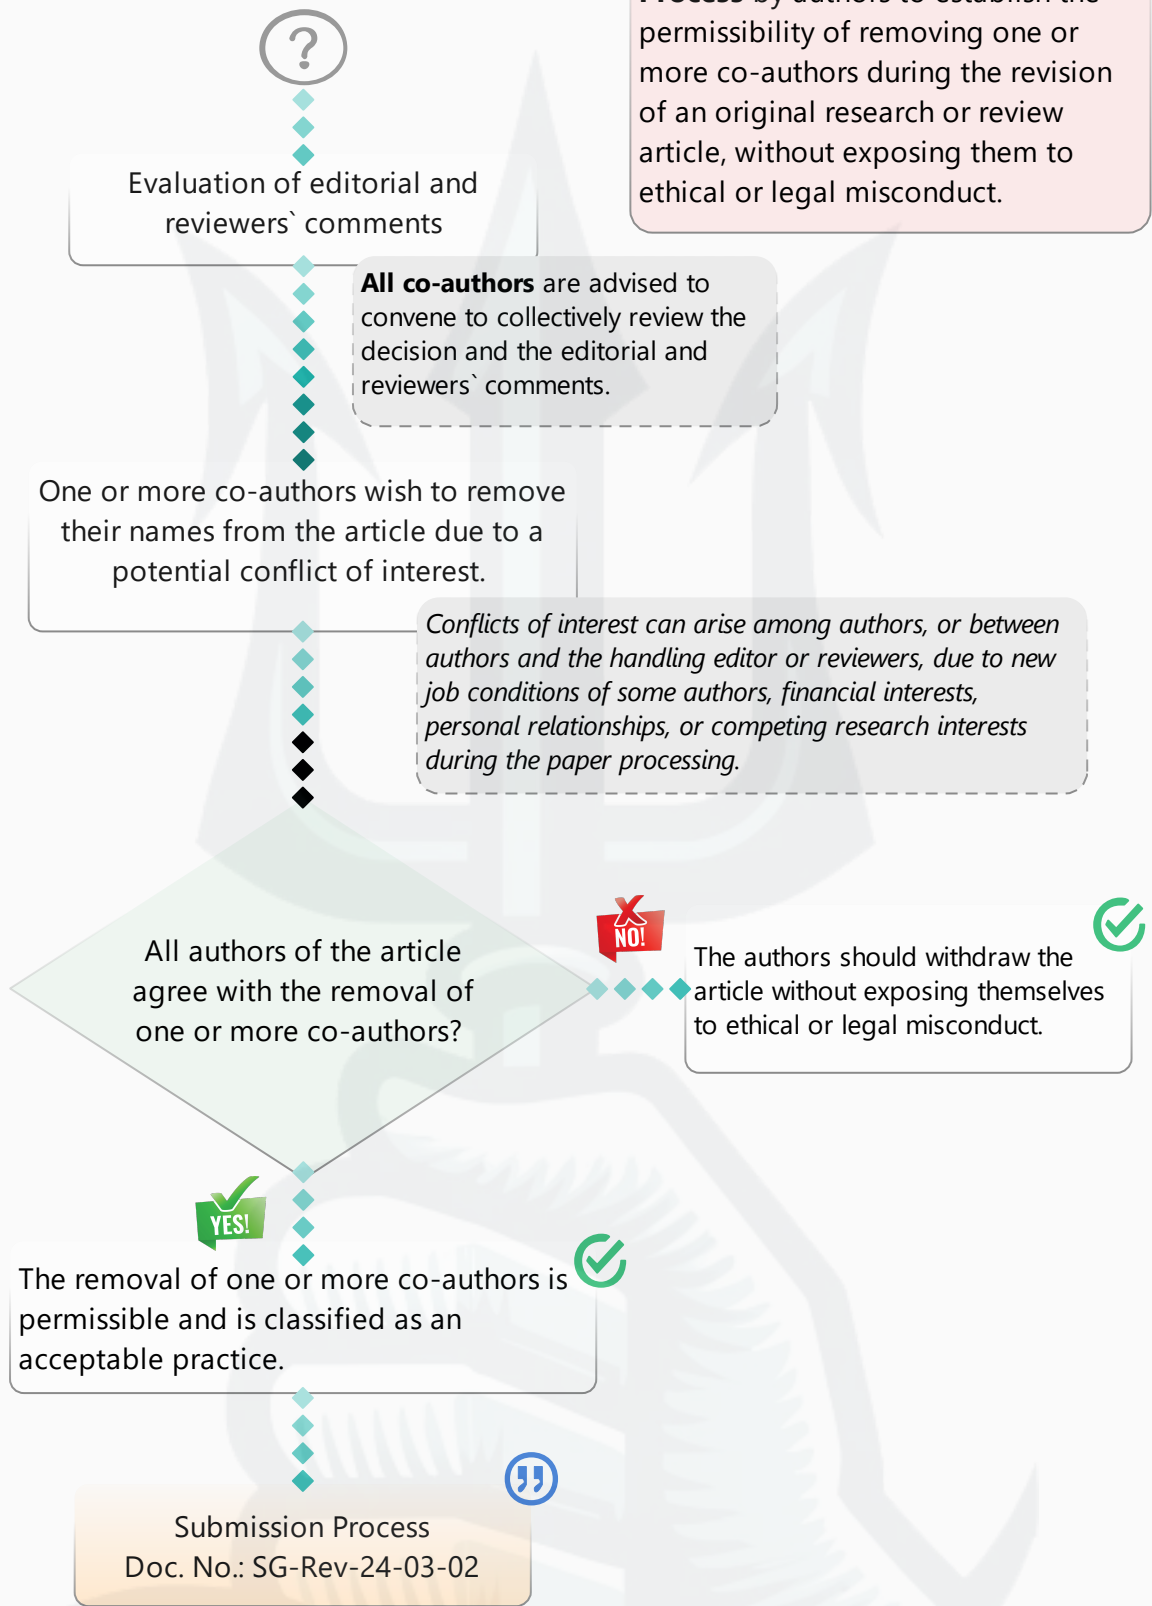 ?
Process by authors to establish the
permissibility of removing one or
more co-authors during the revision
of an original research or review
article, without exposing them to
ethical or legal misconduct.
Evaluation of editorial and
reviewers` comments
All co-authors are advised to
convene to collectively review the
decision and the editorial and
reviewers` comments.
One or more co-authors wish to remove
their names from the article due to a
potential conflict of interest.
Conflicts of interest can arise among authors, or between
authors and the handling editor or reviewers, due to new
job conditions of some authors, financial interests,
personal relationships, or competing research interests
during the paper processing.
All authors of the article
agree with the removal of
one or more co-authors?
NO!
The authors should withdraw the
article without exposing themselves
to ethical or legal misconduct.
YES!
The removal of one or more co-authors is
permissible and is classified as an
acceptable practice.
Submission Process
Doc. No.: SG-Rev-24-03-02